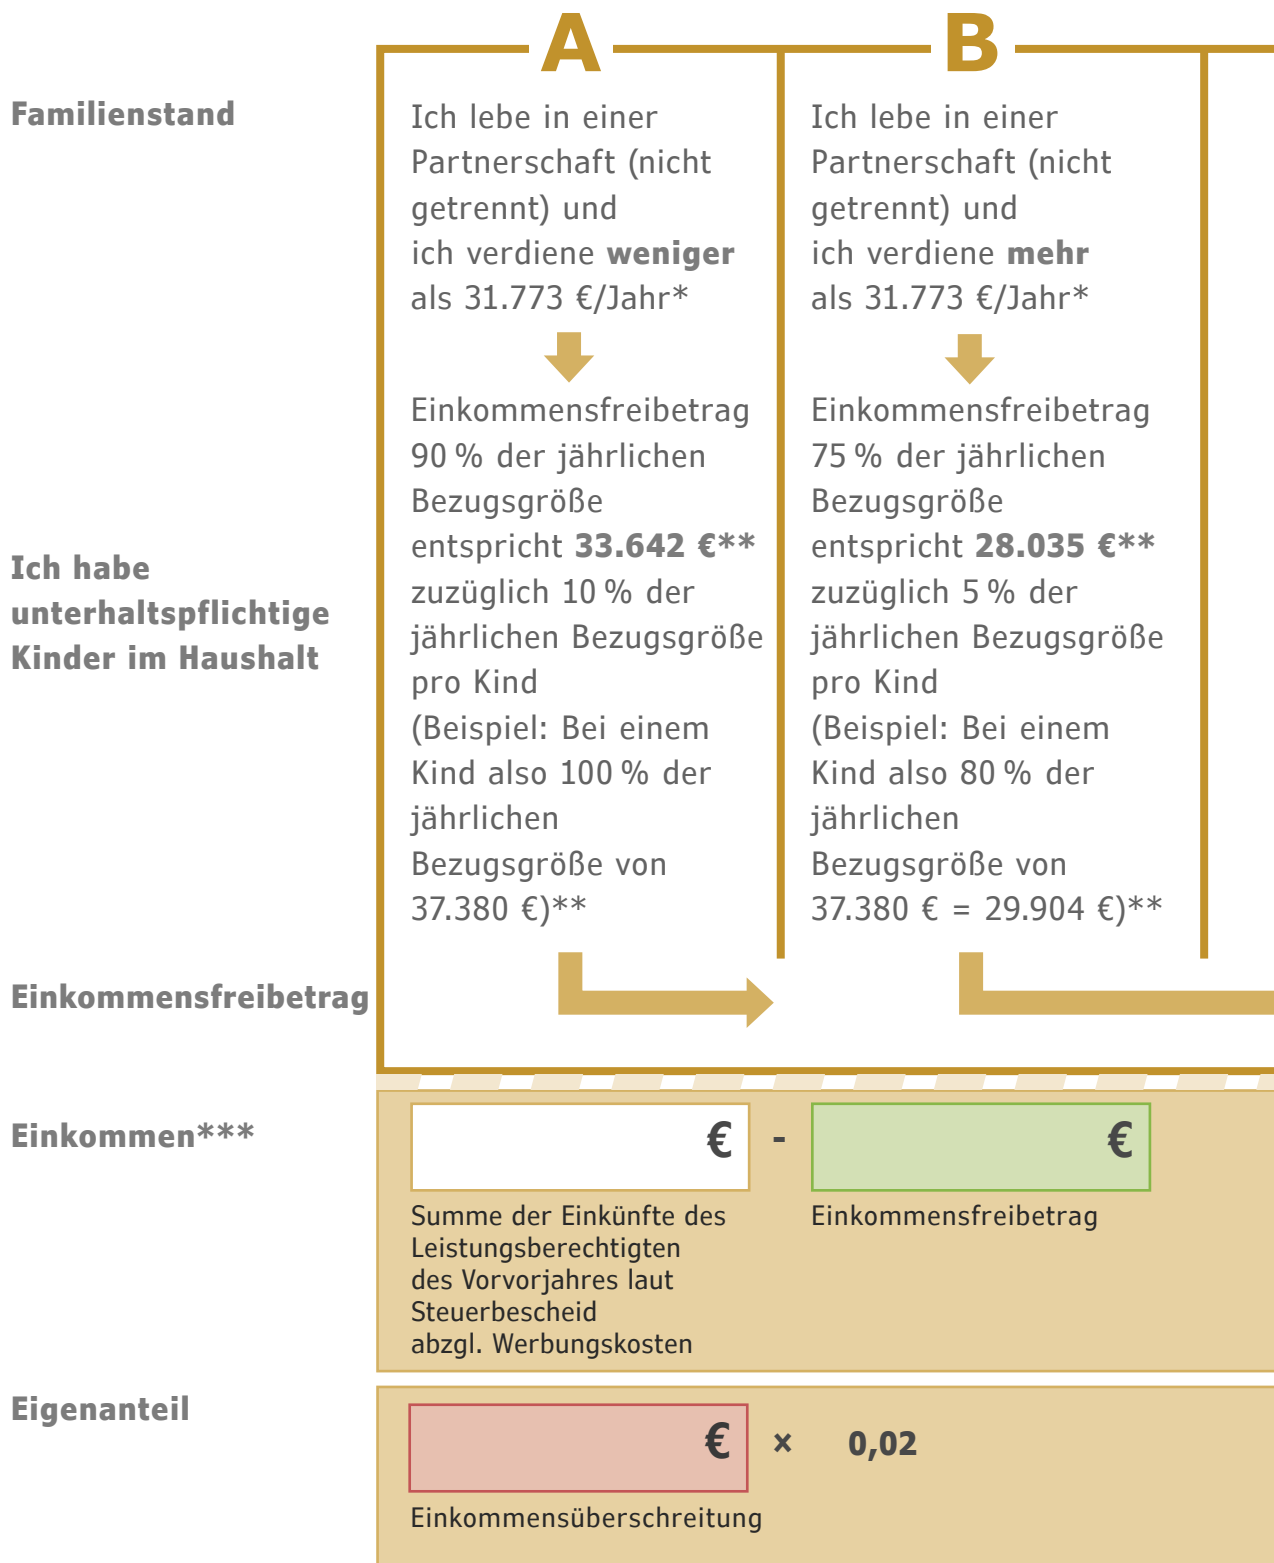 A
B
Familienstand
Ich lebe in einer
Partnerschaft (nicht
getrennt) und
ich verdiene weniger
als 31.773 €/Jahr*
Ich lebe in einer
Partnerschaft (nicht
getrennt) und
ich verdiene mehr
als 31.773 €/Jahr*
Ich habe
unterhaltspflichtige
Kinder im Haushalt
Einkommensfreibetrag
90 % der jährlichen
Bezugsgröße
entspricht 33.642 €**
zuzüglich 10 % der
jährlichen Bezugsgröße
pro Kind
(Beispiel: Bei einem
Kind also 100 % der
jährlichen
Bezugsgröße von
37.380 €)**
Einkommensfreibetrag
75 % der jährlichen
Bezugsgröße
entspricht 28.035 €**
zuzüglich 5 % der
jährlichen Bezugsgröße
pro Kind
(Beispiel: Bei einem
Kind also 80 % der
jährlichen
Bezugsgröße von
37.380 € = 29.904 €)**
Einkommensfreibetrag
Einkommen***
€ - €
Summe der Einkünfte des
Leistungsberechtigten
des Vorvorjahres laut
Steuerbescheid
abzgl. Werbungskosten
Einkommensfreibetrag
Eigenanteil
€ × 0,02
Einkommensüberschreitung